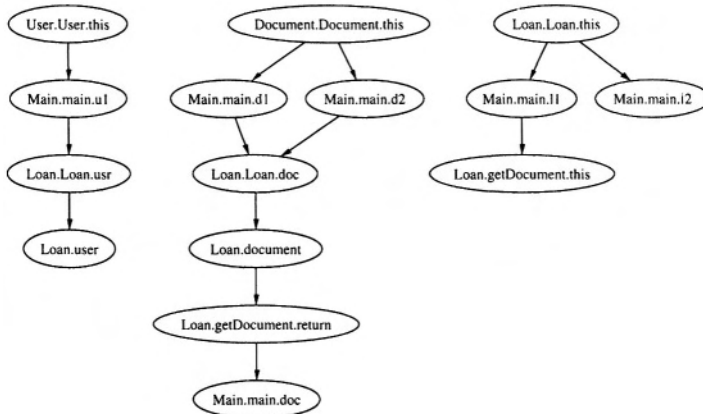 User.User.this
Document.Document.this
Loan.Loan.this
Main.main.u1
Main.main.d1
Main.main.d2
Main.main.l1
Main.main.l2
Loan.Loan.usr
Loan.Loan.doc
Loan.getDocument.this
Loan.user
Loan.document
Loan.getDocument.return
Main.main.doc